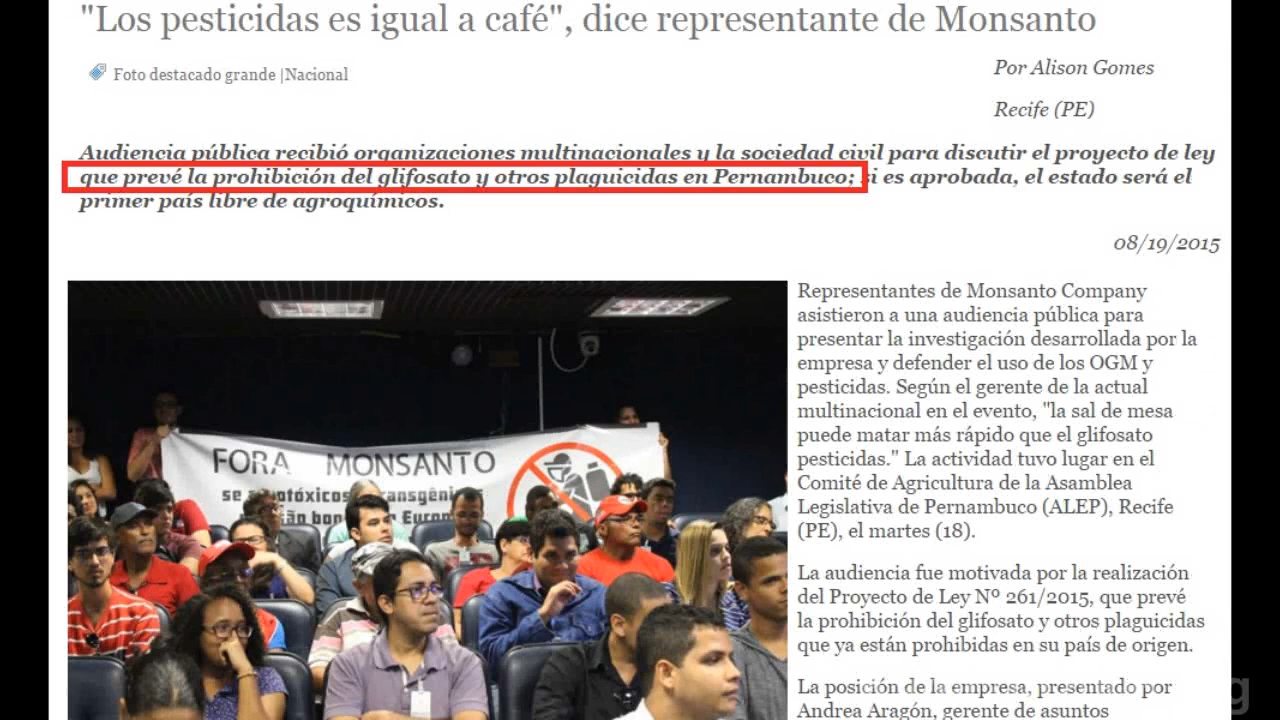 "Los pesticidas es igual a café", dice representante de Monsanto
Foto destacado grande |Nacional
Por Alison Gomes
Recife (PE)
Audiencia pública recibió organizaciones multinacionales y la sociedad civil para discutir el proyecto de ley
que prevé la prohibición del glifosato y otros plaguicidas en Pernambuco; si es aprobada, el estado será el
primer país libre de agroquímicos.
08/19/2015
FORA MONSANTO
se
Representantes de Monsanto Company
asistieron a una audiencia pública para
presentar la investigación desarrollada por la
empresa y defender el uso de los OGM y
pesticidas. Según el gerente de la actual
multinacional en el evento, "la sal de mesa
puede matar más rápido que el glifosato
pesticidas." La actividad tuvo lugar en el
Comité de Agricultura de la Asamblea
Legislativa de Pernambuco (ALEP), Recife
(PE), el martes (18).
La audiencia fue motivada por la realización
del Proyecto de Ley Nº 261/2015, que prevé
la prohibición del glifosato y otros plaguicidas
que ya están prohibidas en su país de origen.
La posición de la empresa, presentado por
Andrea Aragón, gerente de asuntos